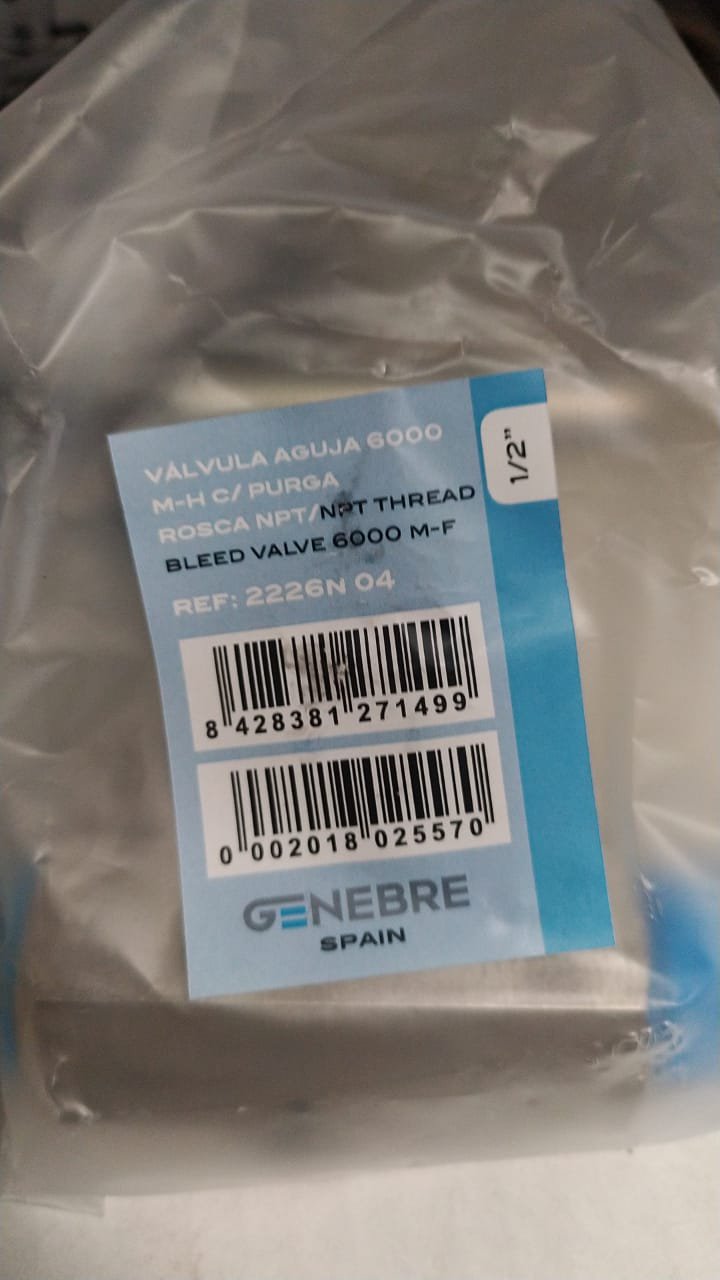 VÁLVULA AGUJA 6000
M-H C/ PURGA
ROSCA NPT/NPT THREAD
BLEED VALVE 6000 M-F
REF: 2226N 04
1/2"
8 428381 271499
0 002018 025570
GENEBRE
SPAIN